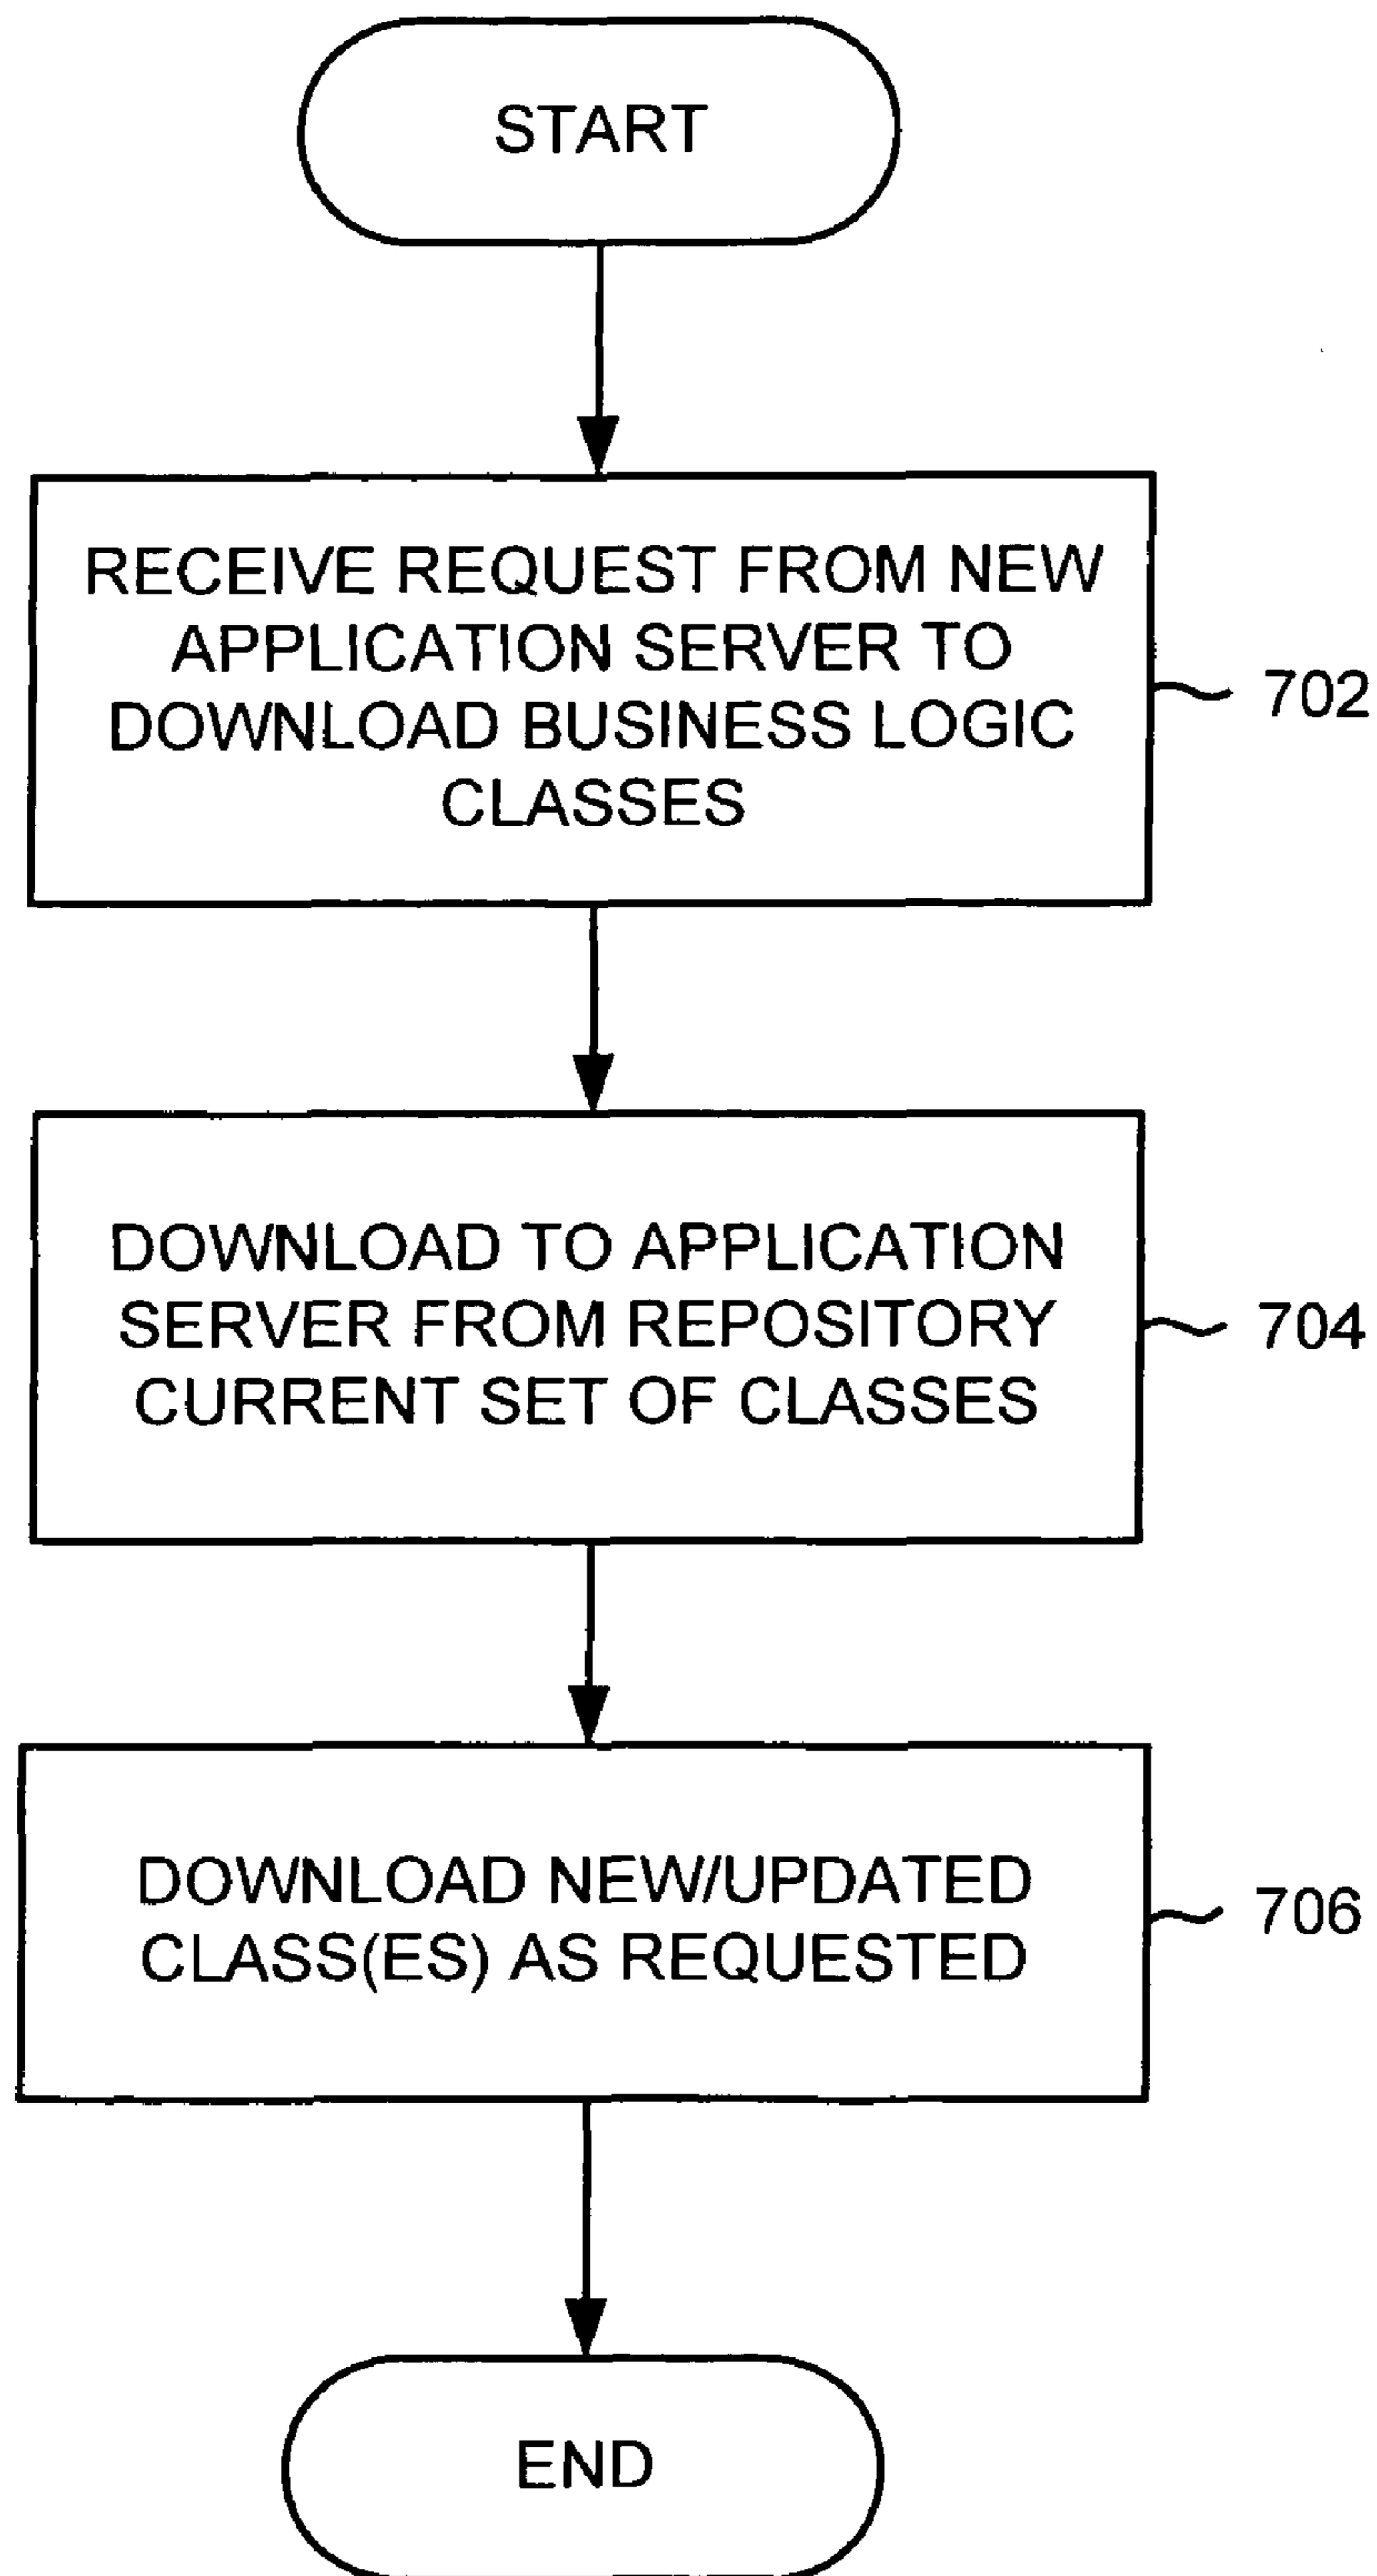 START
RECEIVE REQUEST FROM NEW
APPLICATION SERVER TO
DOWNLOAD BUSINESS LOGIC
CLASSES
702
DOWNLOAD TO APPLICATION
SERVER FROM REPOSITORY
CURRENT SET OF CLASSES
704
DOWNLOAD NEW/UPDATED
CLASS(ES) AS REQUESTED
706
END